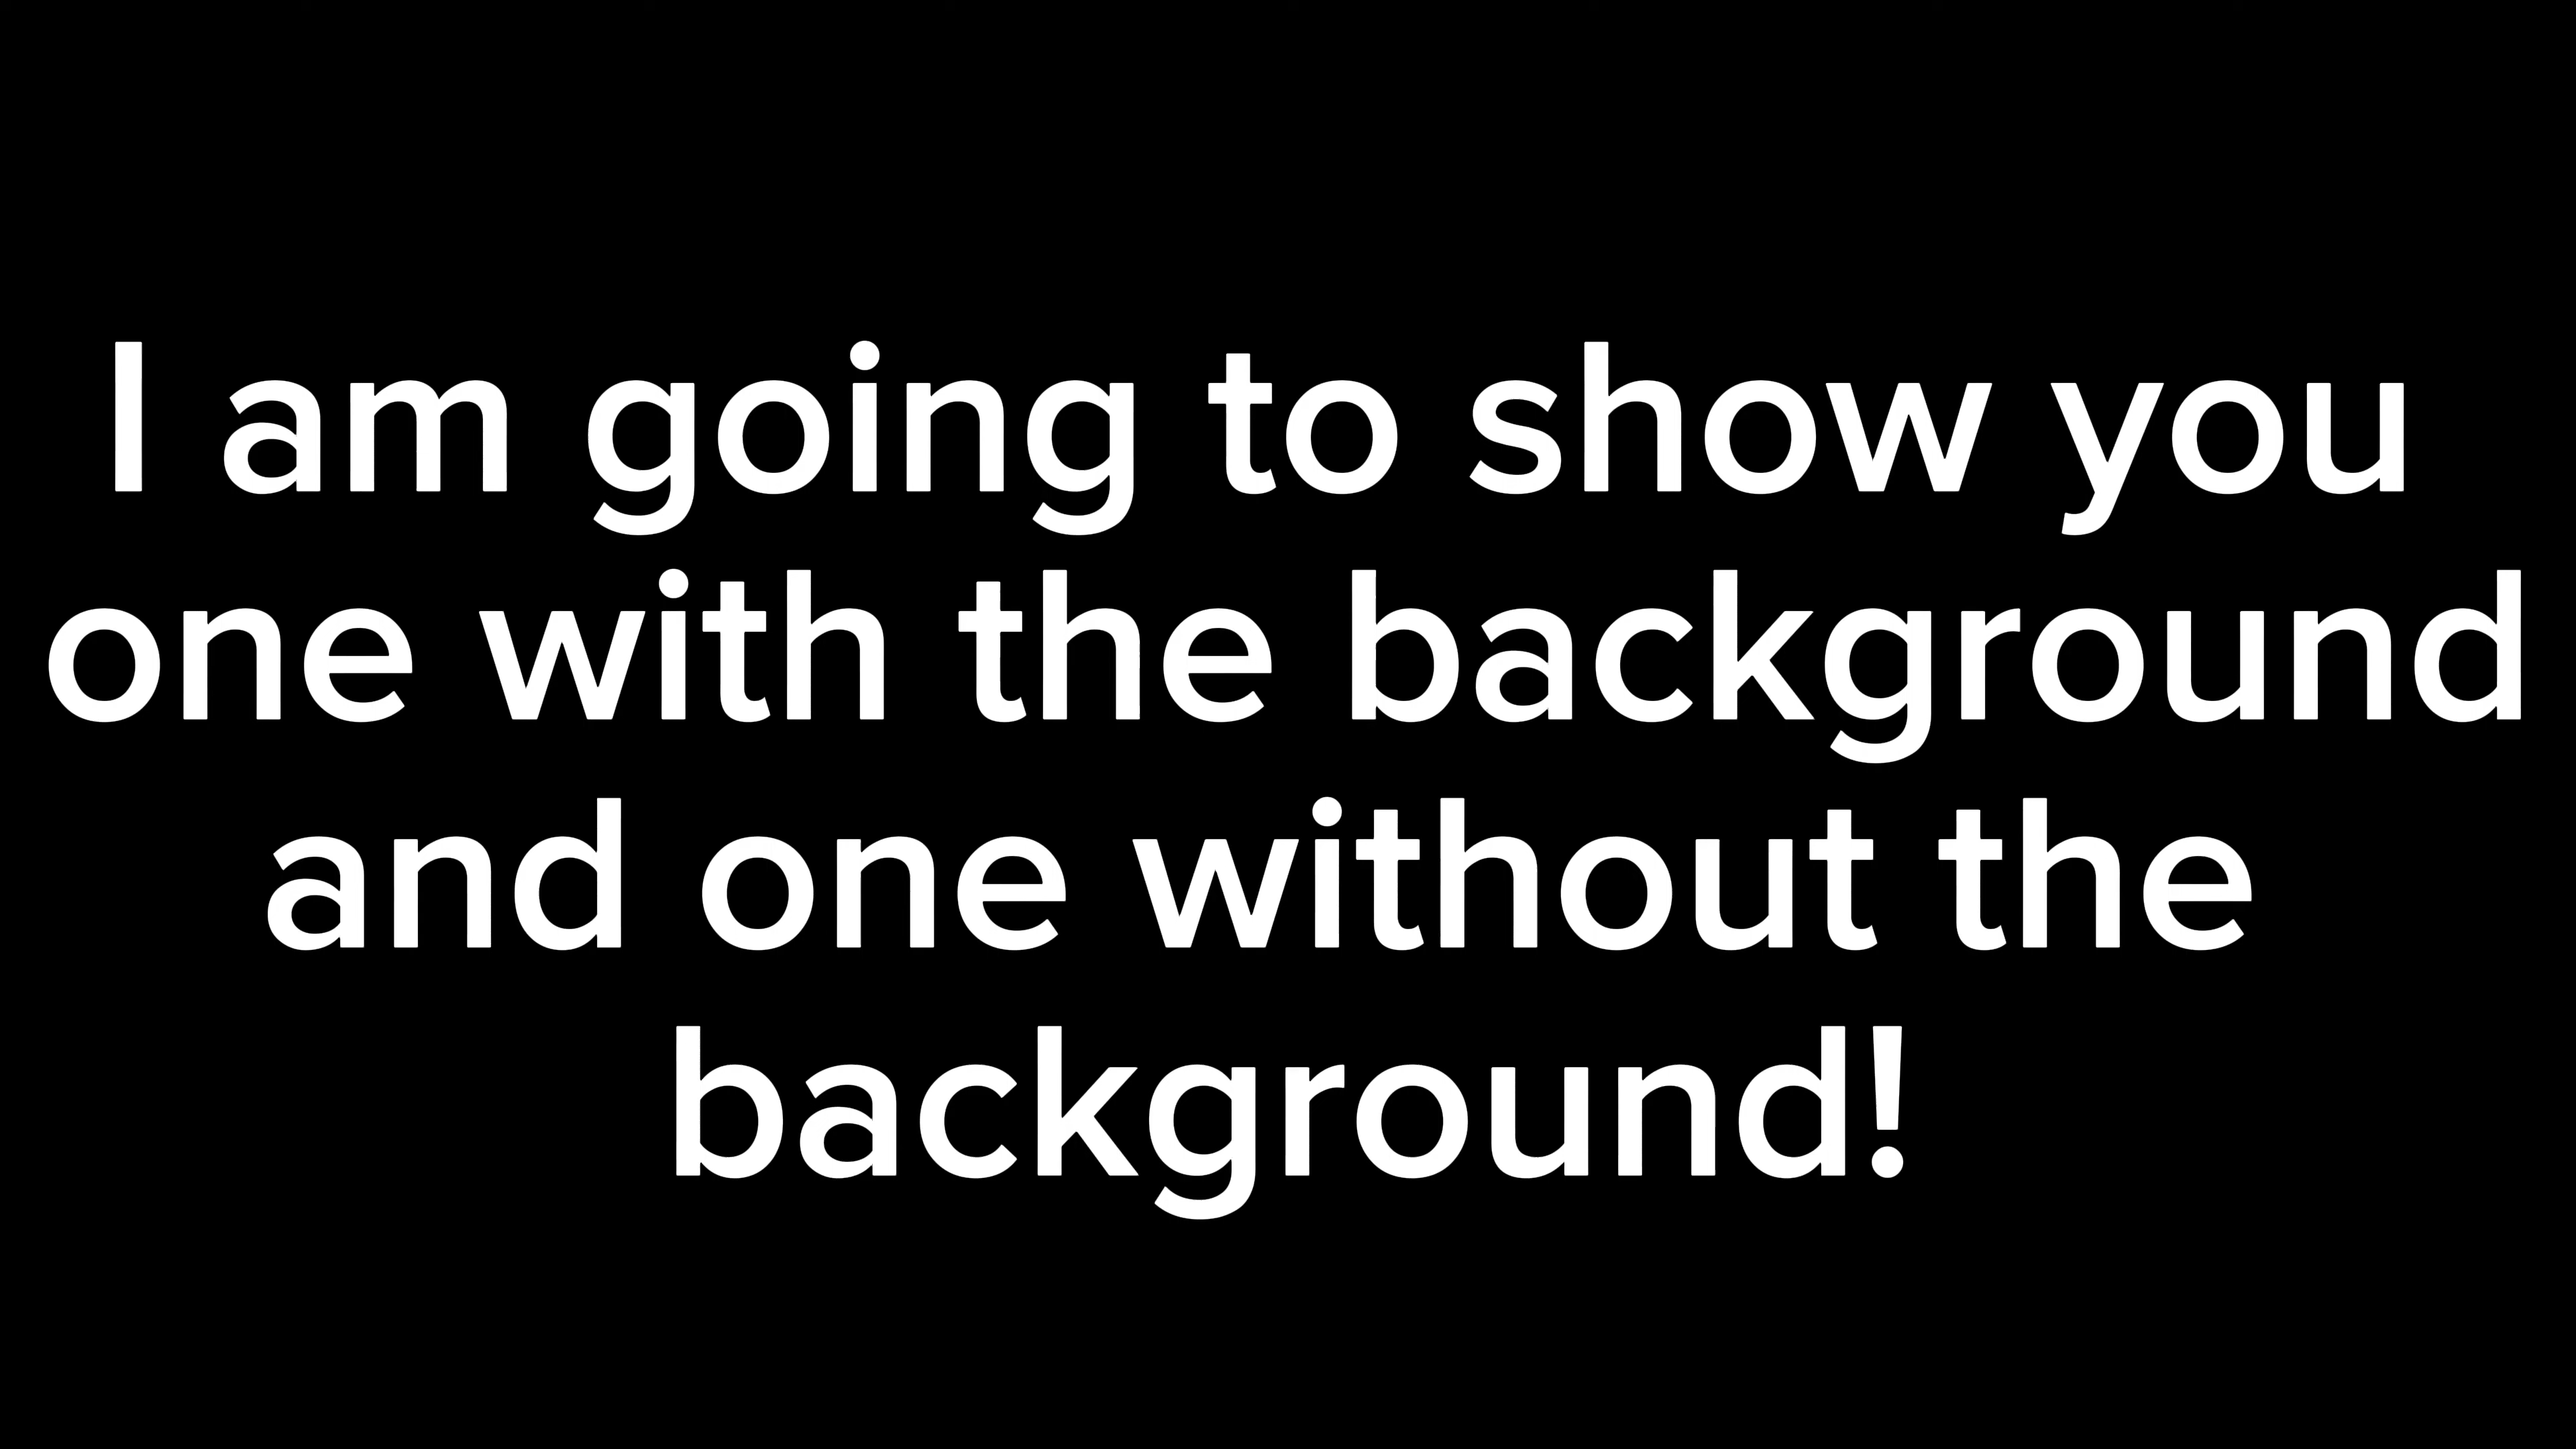 I am going to show you
one with the background
and one without the
background!